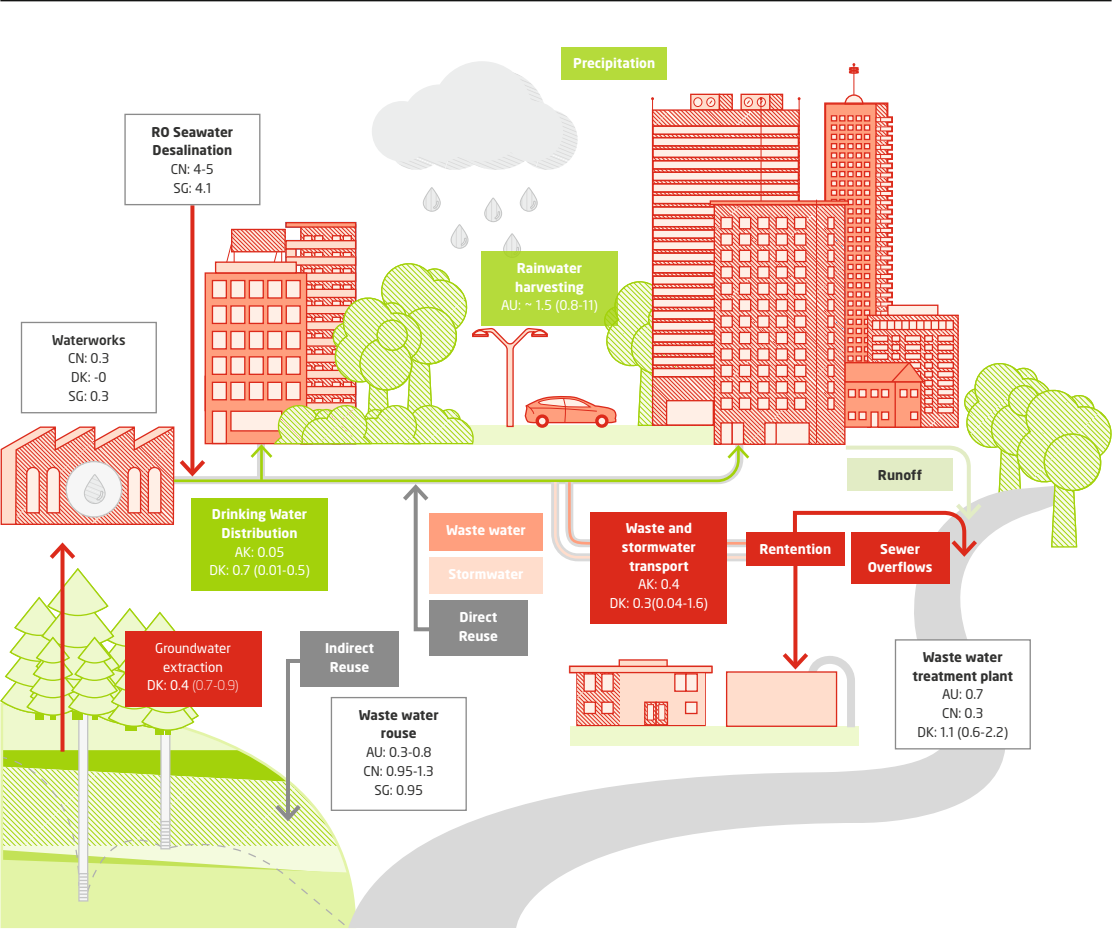 Precipitation
RO Seawater
Desalination
CN: 4-5
SG: 4.1
Rainwater
harvesting
AU: ~ 1.5 (0.8-11)
Waterworks
CN: 0.3
DK: -0
SG: 0.3
Runoff
Drinking Water
Distribution
AK: 0.05
DK: 0.7 (0.01-0.5)
Waste water
Stormwater
Direct
Reuse
Waste and
stormwater
transport
AK: 0.4
DK: 0.3(0.04-1.6)
Rentention
Sewer
Overflows
Groundwater
extraction
DK: 0.4 (0.7-0.9)
Indirect
Reuse
Waste water
rouse
AU: 0.3-0.8
CN: 0.95-1.3
SG: 0.95
Waste water
treatment plant
AU: 0.7
CN: 0.3
DK: 1.1 (0.6-2.2)